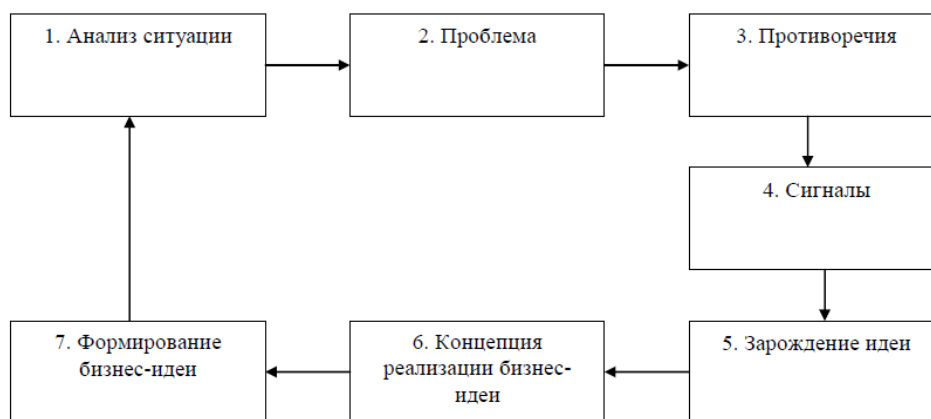 1. Анализ ситуации
2. Проблема
3. Противоречия
4. Сигналы
5. Зарождение идеи
6. Концепция
реализации бизнес-
идеи
7. Формирование
бизнес-идеи